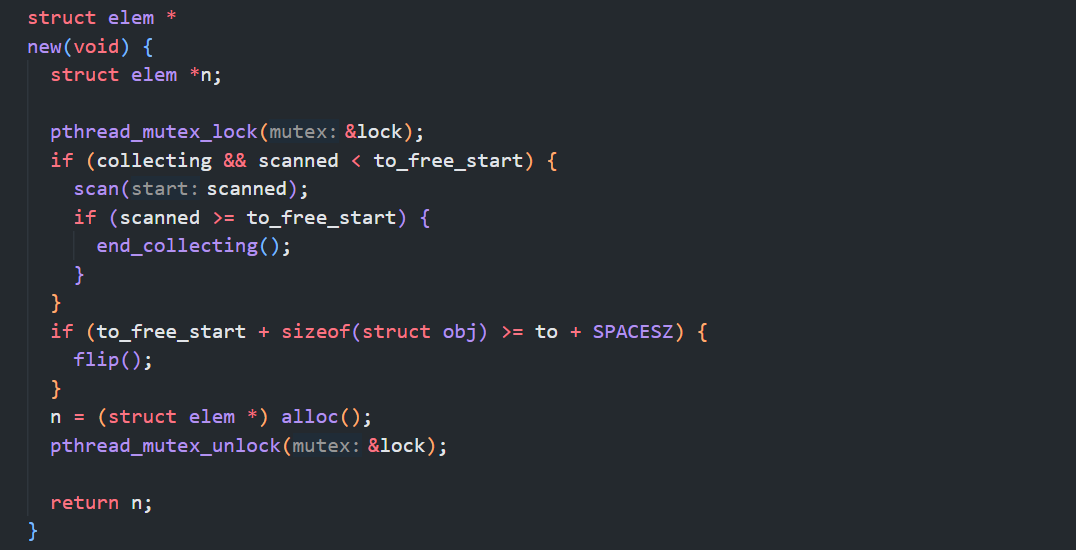 struct elem *
new(void) {
  struct elem *n;

  pthread_mutex_lock(mutex: &lock);
  if (collecting && scanned < to_free_start) {
    scan(start: scanned);
    if (scanned >= to_free_start) {
      end_collecting();
    }
  }
  if (to_free_start + sizeof(struct obj) >= to + SPACESZ) {
    flip();
  }
  n = (struct elem *) alloc();
  pthread_mutex_unlock(mutex: &lock);

  return n;
}